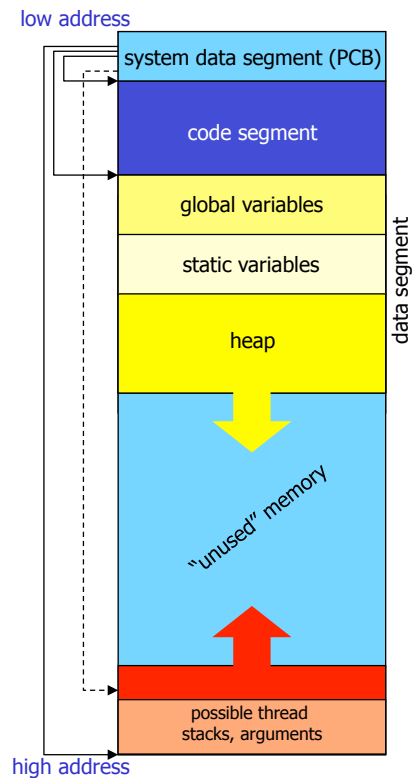 low address
system data segment (PCB)
code segment
global variables
static variables
data segment
heap
“unused” memory
possible thread
stacks, arguments
high address